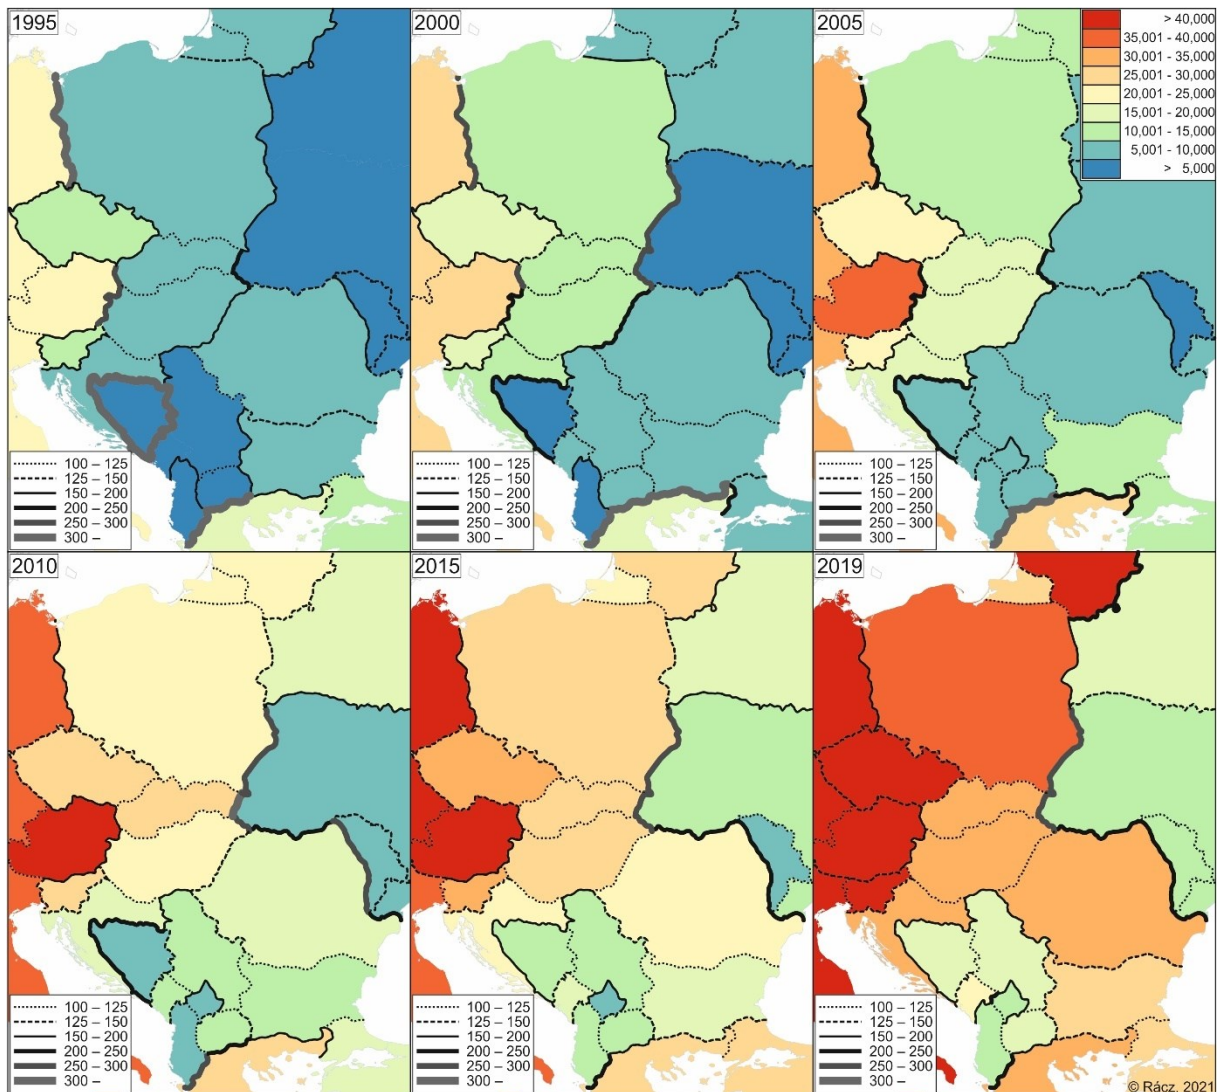 1995
2000
2005
> 40,000
35,001 - 40,000
30,001 - 35,000
25,001 - 30,000
20,001 - 25,000
15,001 - 20,000
10,001 - 15,000
5,001 - 10,000
> 5,000
100 – 125
125 – 150
150 – 200
200 – 250
250 – 300
300 –
100 – 125
125 – 150
150 – 200
200 – 250
250 – 300
300 –
100 – 125
125 – 150
150 – 200
200 – 250
250 – 300
300 –
2010
2015
2019
100 – 125
125 – 150
150 – 200
200 – 250
250 – 300
300 –
100 – 125
125 – 150
150 – 200
200 – 250
250 – 300
300 –
100 – 125
125 – 150
150 – 200
200 – 250
250 – 300
300 –
© Rácz, 2021